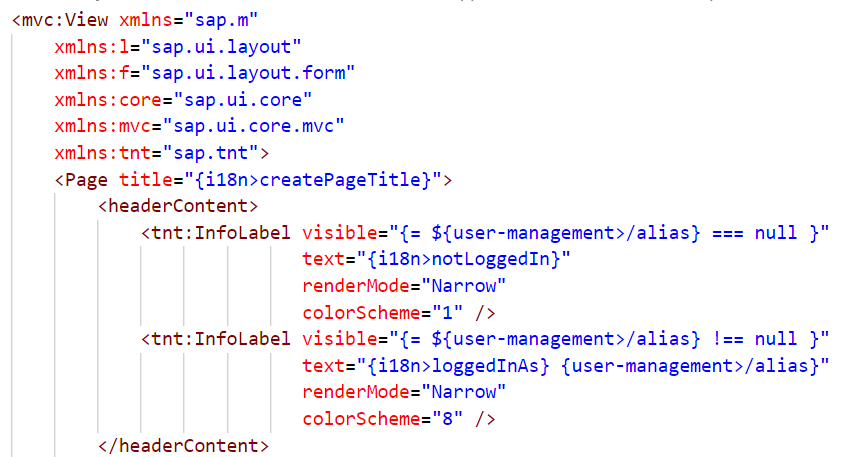 <mvc:View xmlns="sap.m"
xmlns:l="sap.ui.layout"
xmlns:f="sap.ui.layout.form"
xmlns:core="sap.ui.core"
xmlns:mvc="sap.ui.core.mvc"
xmlns:tnt="sap.tnt">
<Page title="{i18n>createPageTitle}">
<headerContent>
<tnt:InfoLabel visible="{= ${user-management>/alias} === null }"
text="{i18n>notLoggedIn}"
renderMode="Narrow"
colorScheme="1" />
<tnt:InfoLabel visible="{= ${user-management>/alias} !== null }"
text="{i18n>loggedInAs} {user-management>/alias}"
renderMode="Narrow"
colorScheme="8" />
</headerContent>